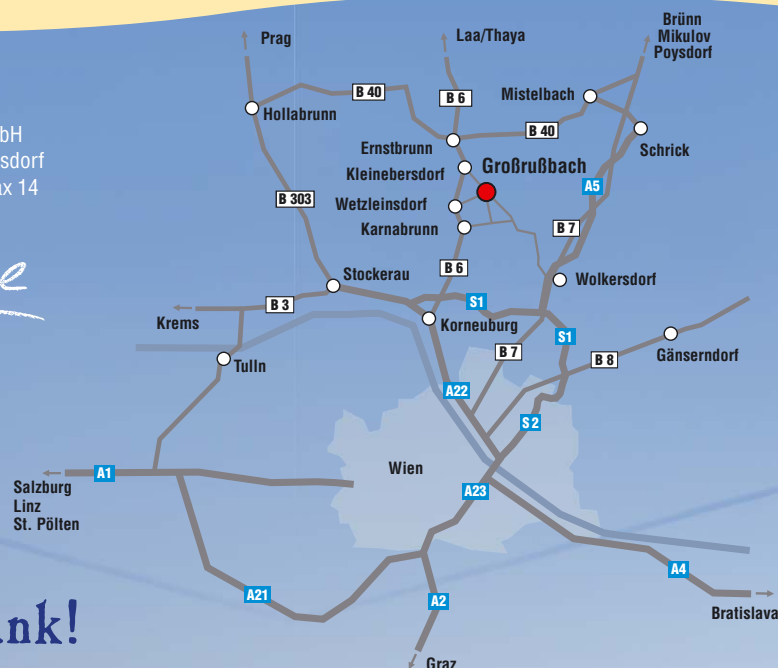 Brünn
Mikulov
Poysdorf
Prag
Laa/Thaya
B 40
B 6
Mistelbach
Hollabrunn
B 40
Ernstbrunn
Schrick
Kleinebersdorf
Großrußbach
A5
B 303
Wetzleinsdorf
Karnabrunn
B 7
B 6
Stockerau
Wolkersdorf
B 3
S1
Krems
Korneuburg
S1
B 7
B 8
Gänserndorf
Tulln
A22
S 2
Wien
A1
A23
Salzburg
Linz
St. Pölten
A4
A21
A2
Bratislava
Graz
bH
sdorf
ax 14
e
nk!